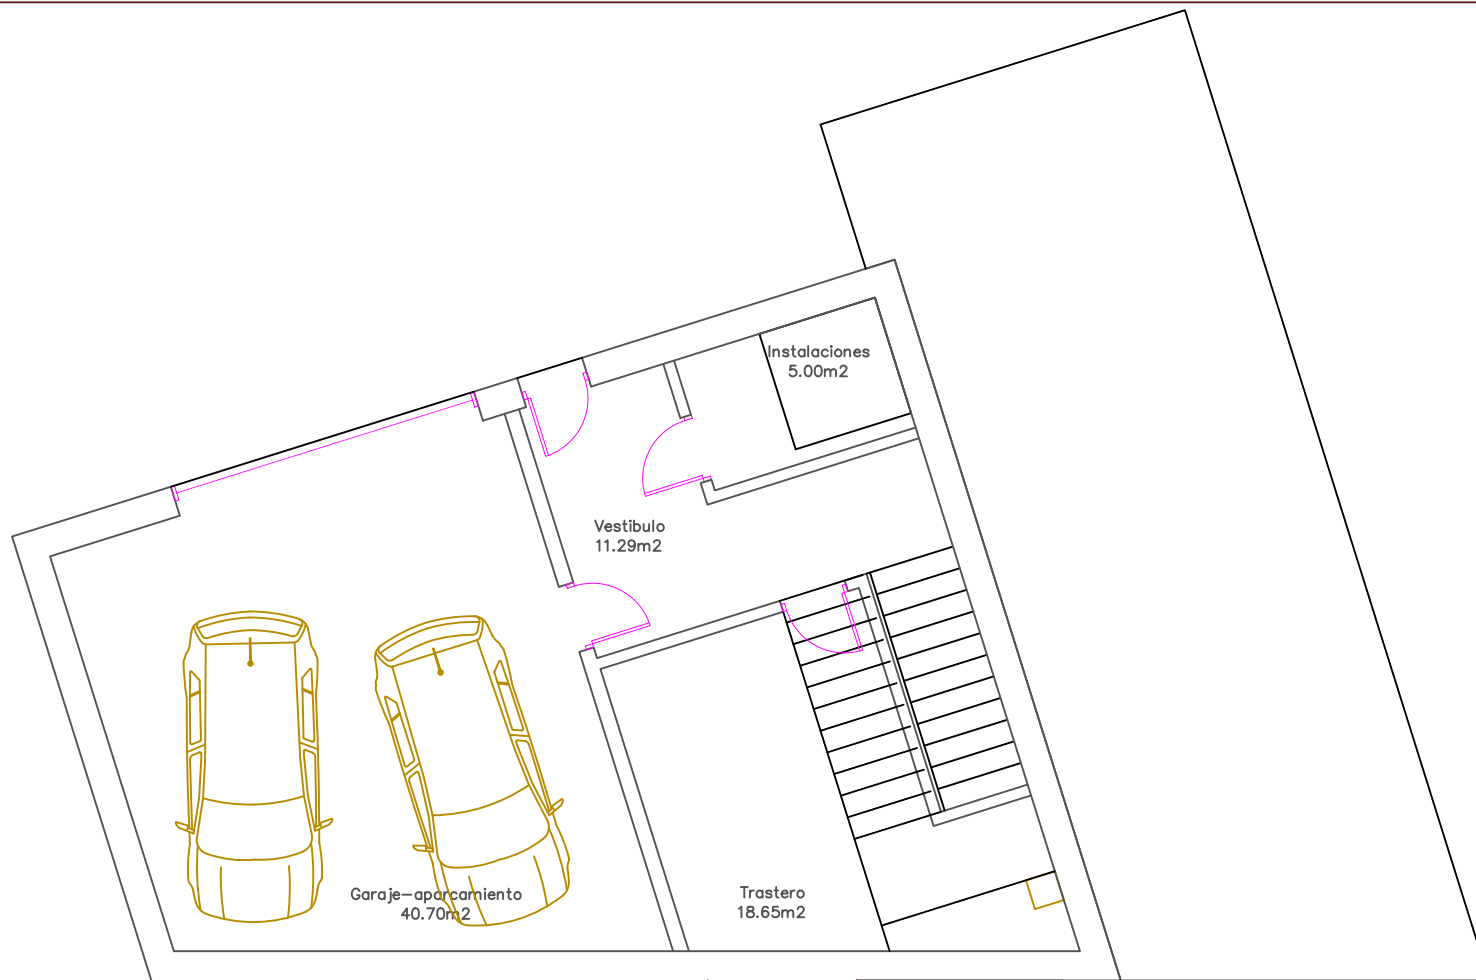 Instalaciones
5.00m2
Vestibulo
11.29m2
Garaje-aparcamiento
40.70m2
Trastero
18.65m2